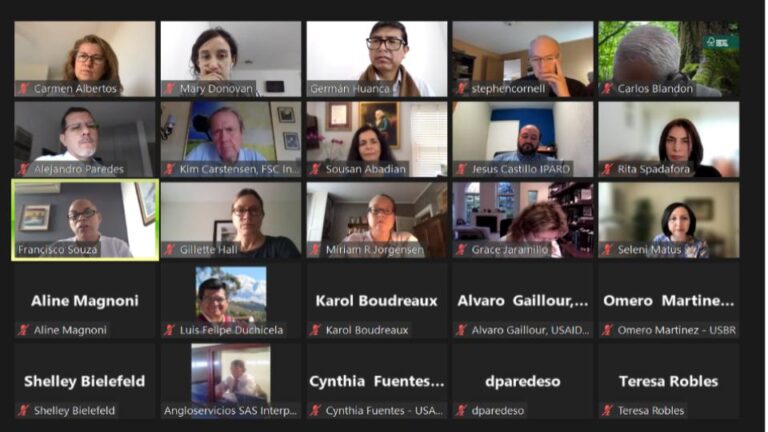 Carmen Albertos
Mary Donovan
Germán Huanca
stephencornell
Carlos Blandon
Alejandro Paredes
Kim Carstensen, FSC In...
Sousan Abadian
Jesus Castillo IPARD
Rita Spadafora
Francisco Souza
Gillette Hall
Miriam R Jorgensen
Grace Jaramillo
Seleni Matus
Aline Magnoni
Karol Boudreaux
Alvaro Gaillour,...
Omero Martine...
Aline Magnoni
Luis Felipe Duchicela
Karol Boudreaux
Alvaro Gaillour, USAID...
Omero Martinez - USBR
Shelley Bielefeld
Cynthia Fuentes...
dparedeso
Teresa Robles
Shelley Bielefeld
Angloservicios SAS Interp...
Cynthia Fuentes - USA...
dparedeso
Teresa Robles